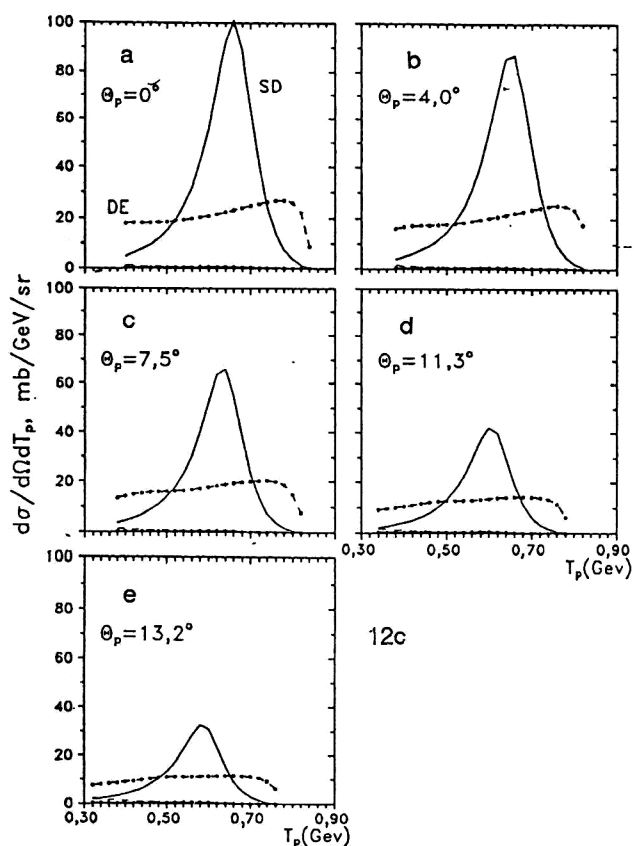 100
80
60
40
20
0
a
Θp=0°
SD
DE
b
Θp=4,0°
100
80
60
40
20
0
c
Θp=7,5°
d
Θp=11,3°
0,30 0,50 0,70 0,90
Tp(Gev)
100
80
60
40
20
0
e
Θp=13,2°
0,30 0,50 0,70 0,90
Tp(Gev)
dσ/dΩdTp, mb/GeV/sr
12c